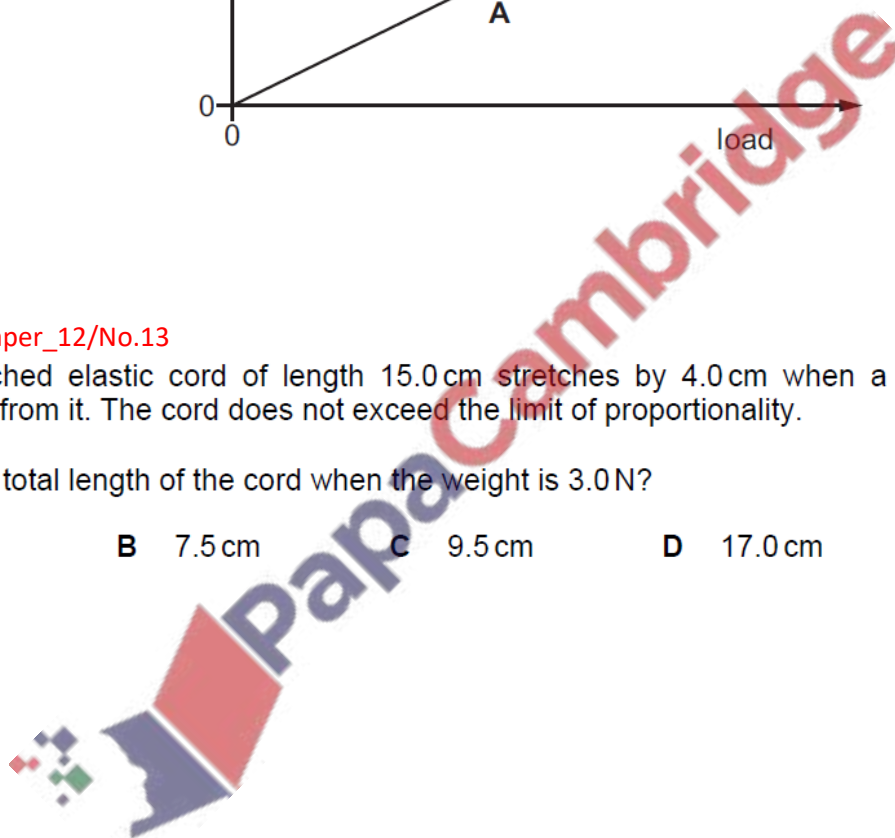 A
0
0
load
per_12/No.13
hed elastic cord of length 15.0 cm stretches by 4.0 cm when a
from it. The cord does not exceed the limit of proportionality.
total length of the cord when the weight is 3.0 N?
B 7.5 cm C 9.5 cm D 17.0 cm
PapaCambridge